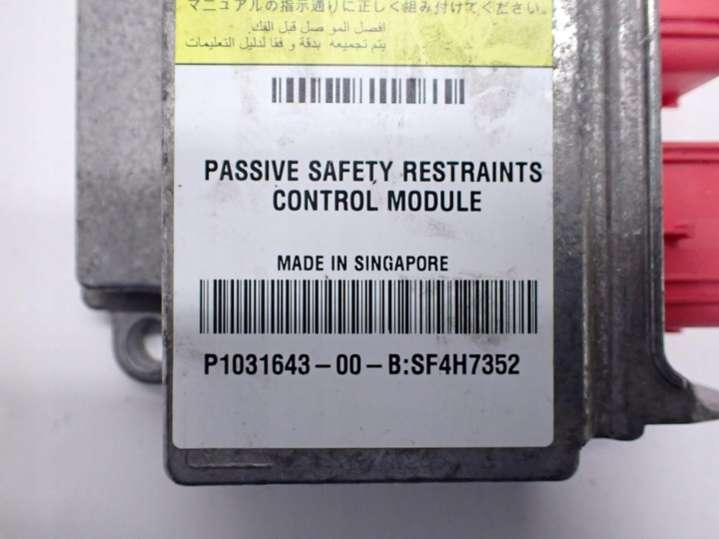 マニュアルの指示通りに正しく組み付けてください。
افصل الموصل قبل الفك
يتم تجميعه بدقة و فقا لدليل التعليمات
PASSIVE SAFETY RESTRAINTS
CONTROL MODULE
MADE IN SINGAPORE
P1031643-00-B:SF4H7352